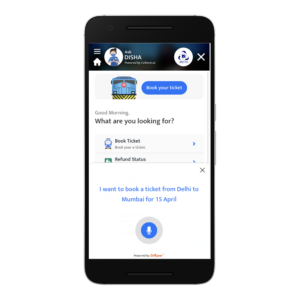 Ask
DISHA
Powered by CoRover.ai
Book your ticket
Good Morning,
What are you looking for?
Book Ticket
Book your e-ticket.
Refund Status
I want to book a ticket from Delhi to
Mumbai for 15 April
Powered by CoRover